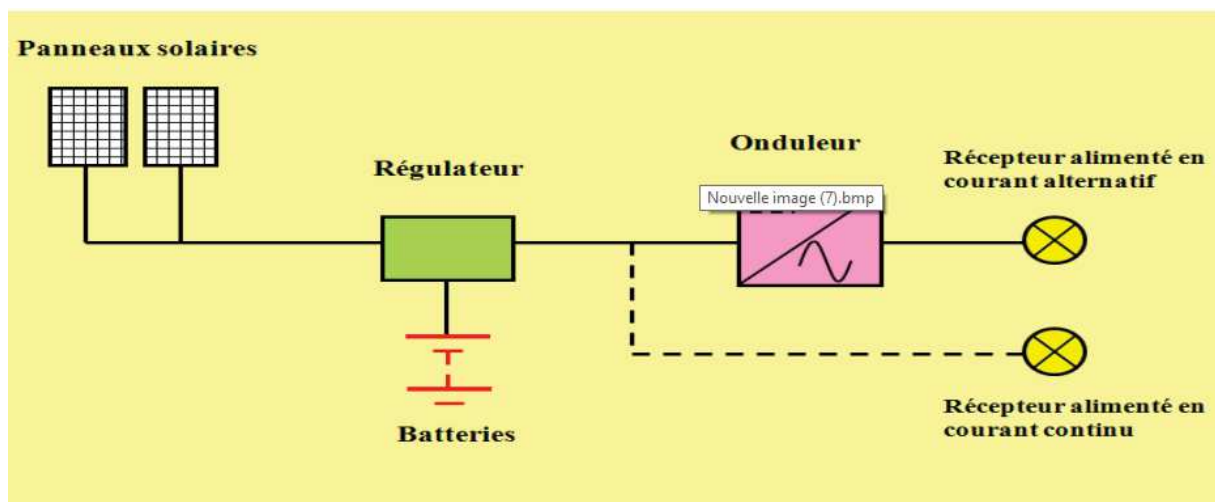 Panneaux solaires
Régulateur
Onduleur
Nouvelle image (7).bmp
Récepteur alimenté en
courant alternatif
Batteries
Récepteur alimenté en
courant continu